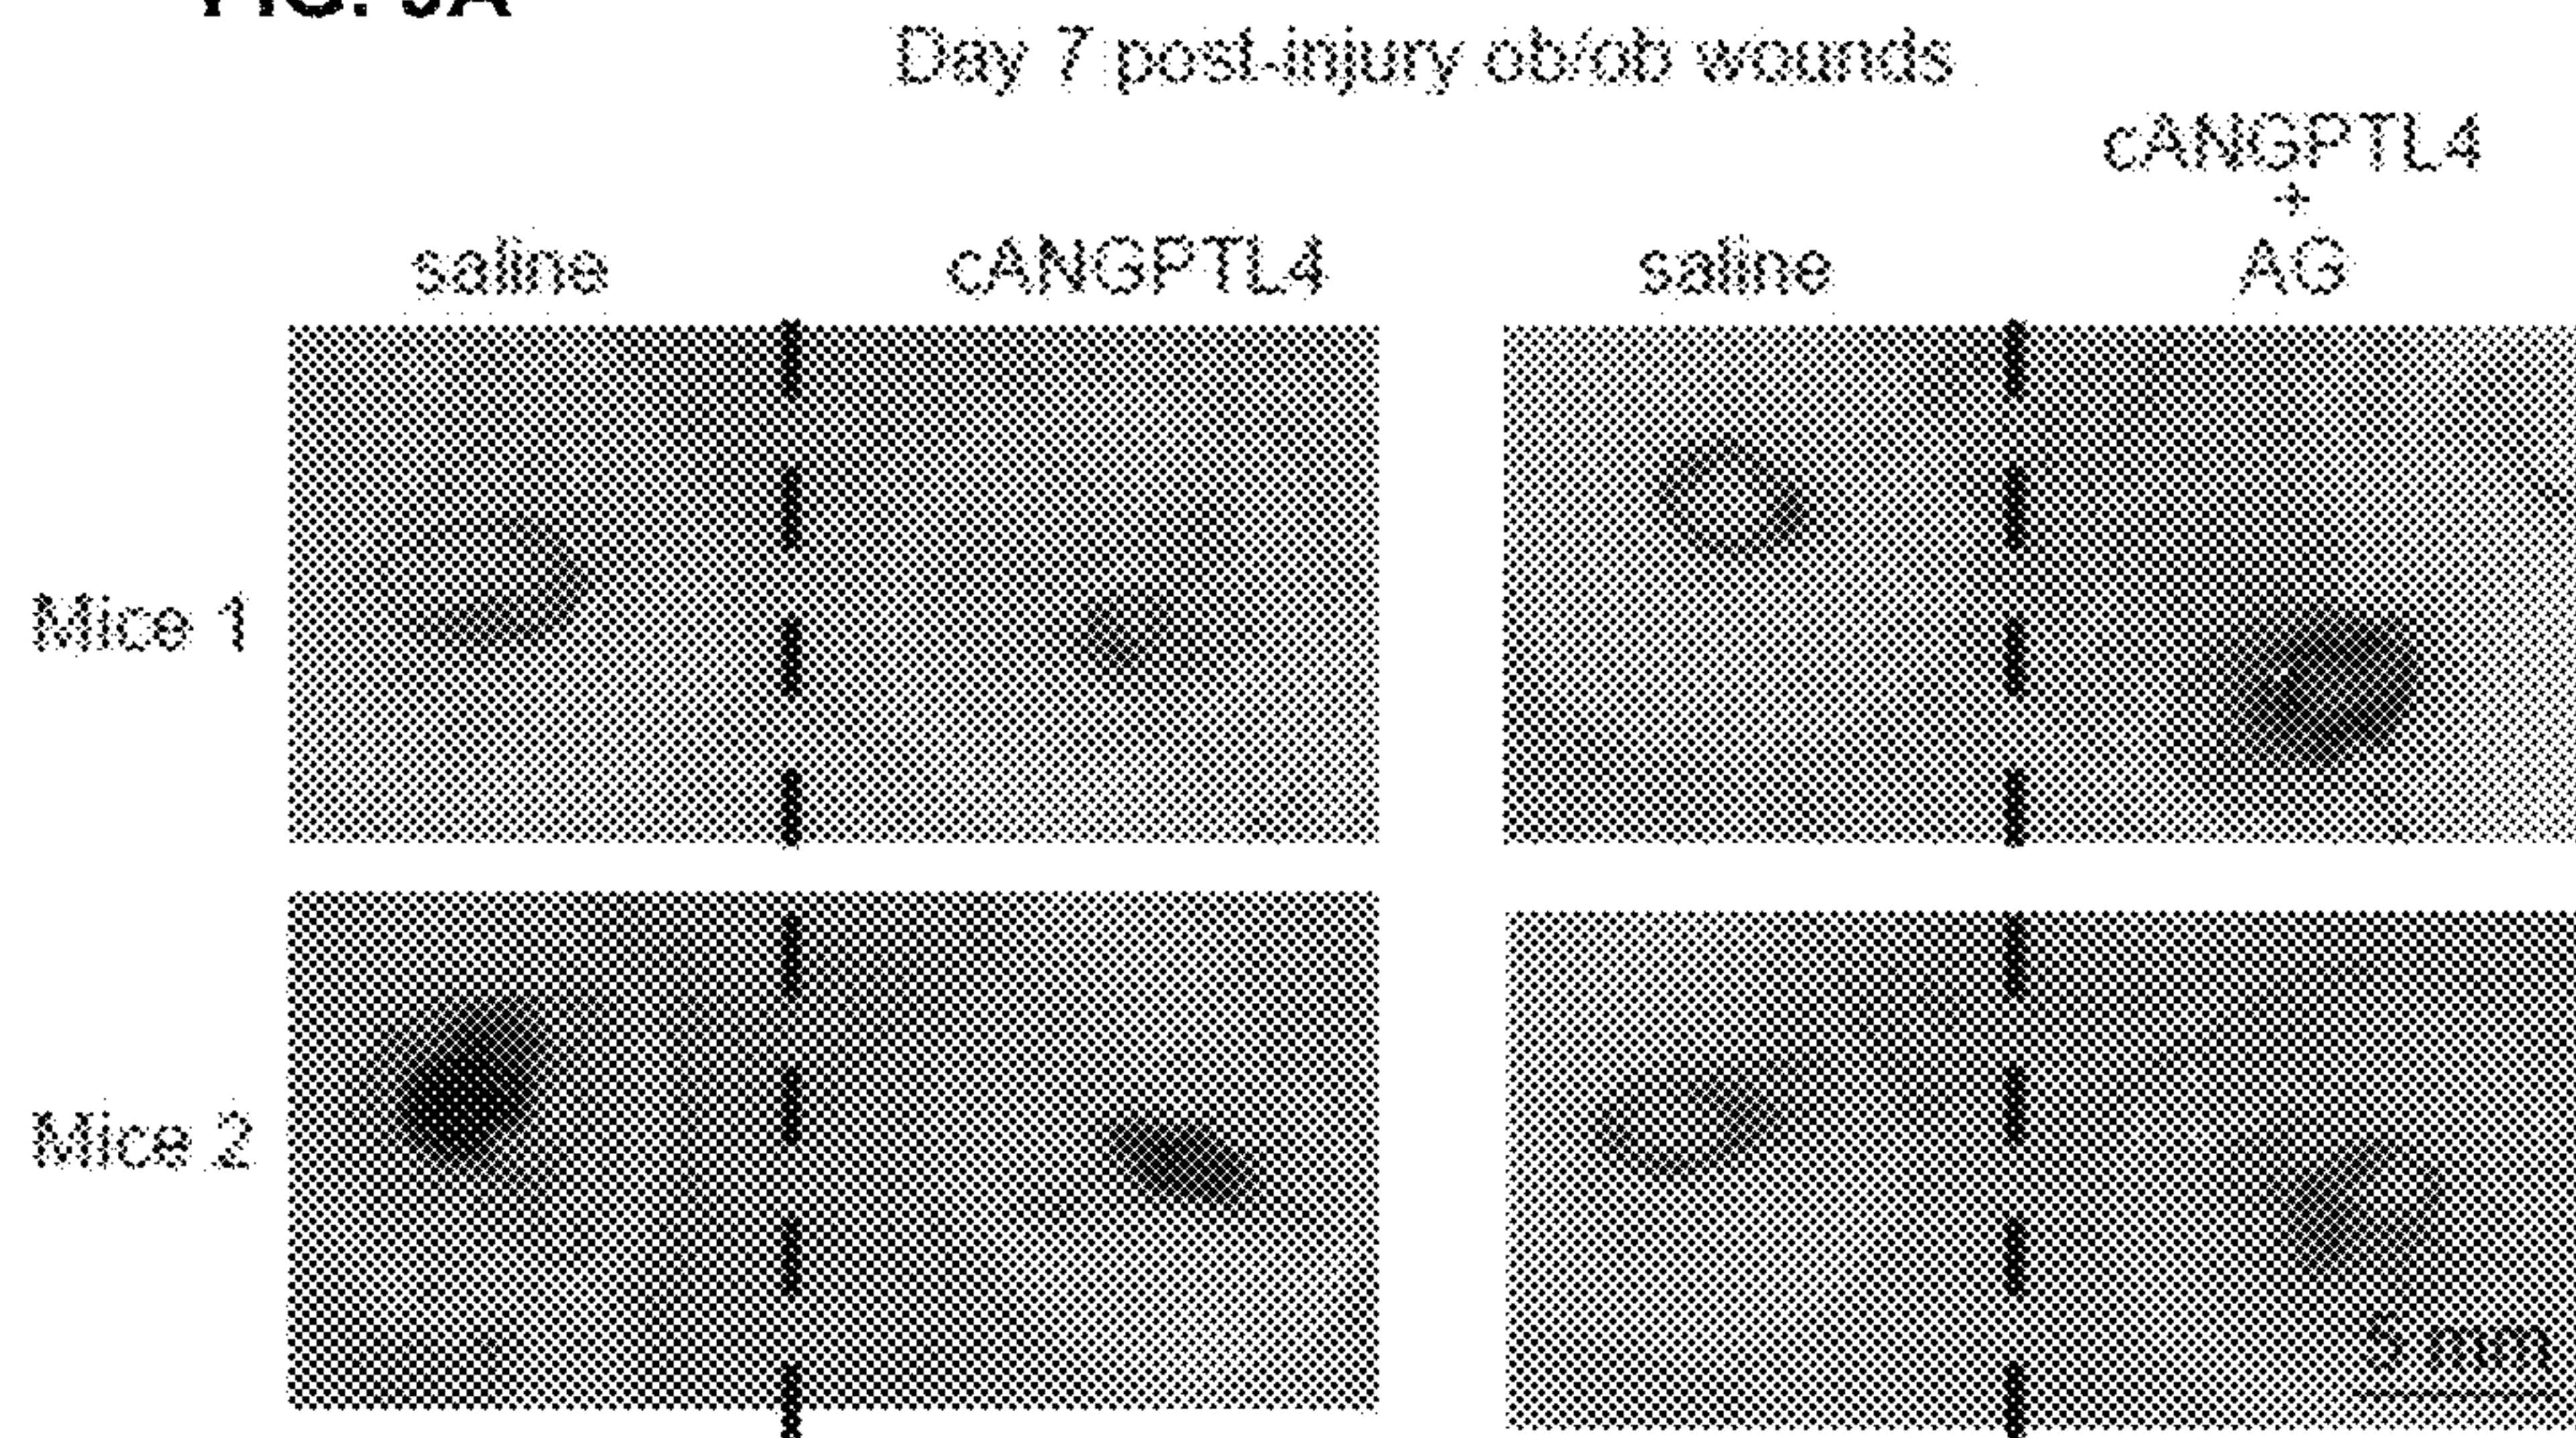 Day 7 post-injury ob/ob wounds
cANGPTL4
+
saline cANGPTL4 saline AG
Mice 1
Mice 2
5 mm